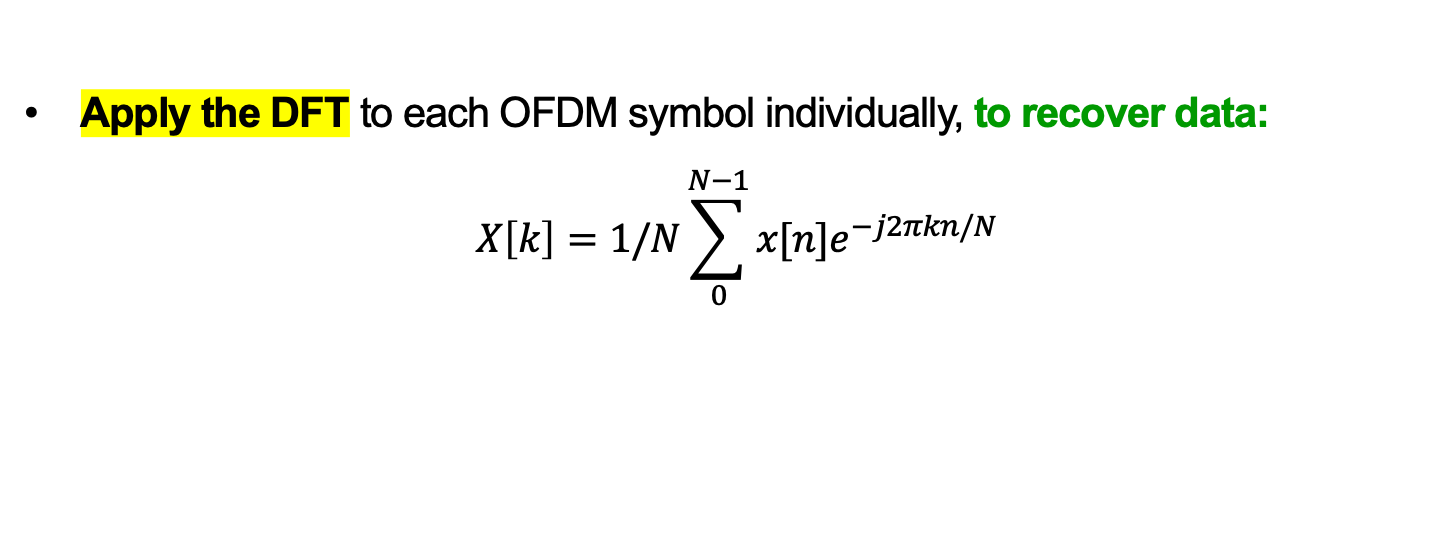 • Apply the DFT to each OFDM symbol individually, to recover data:
N−1
X[k] = 1/N ∑ x[n]e^{−j2πkn/N}
0